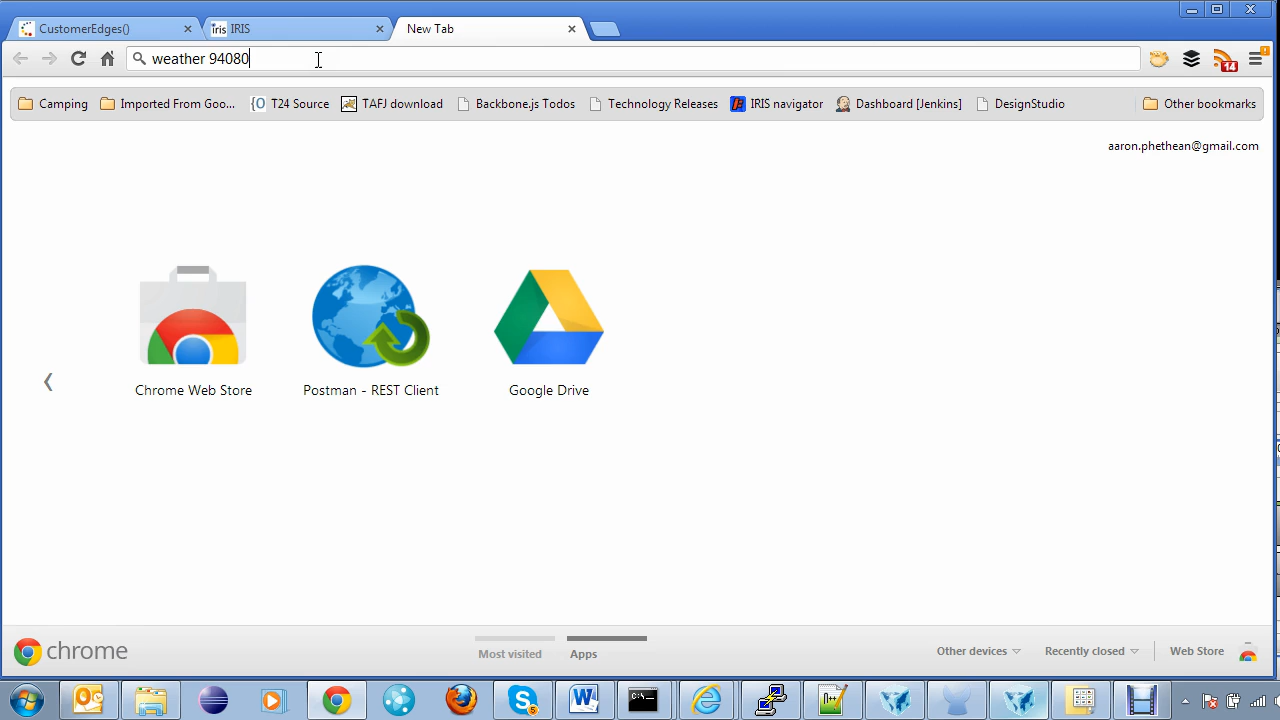 CustomerEdges()
iris IRIS
New Tab
weather 94080
14
Camping
Imported From Goo...
{O T24 Source
TAFJ download
Backbone.js Todos
Technology Releases
IRIS navigator
Dashboard [Jenkins]
DesignStudio
Other bookmarks
aaron.phethean@gmail.com
Chrome Web Store
Postman - REST Client
Google Drive
chrome
Most visited
Apps
Other devices
Recently closed
Web Store